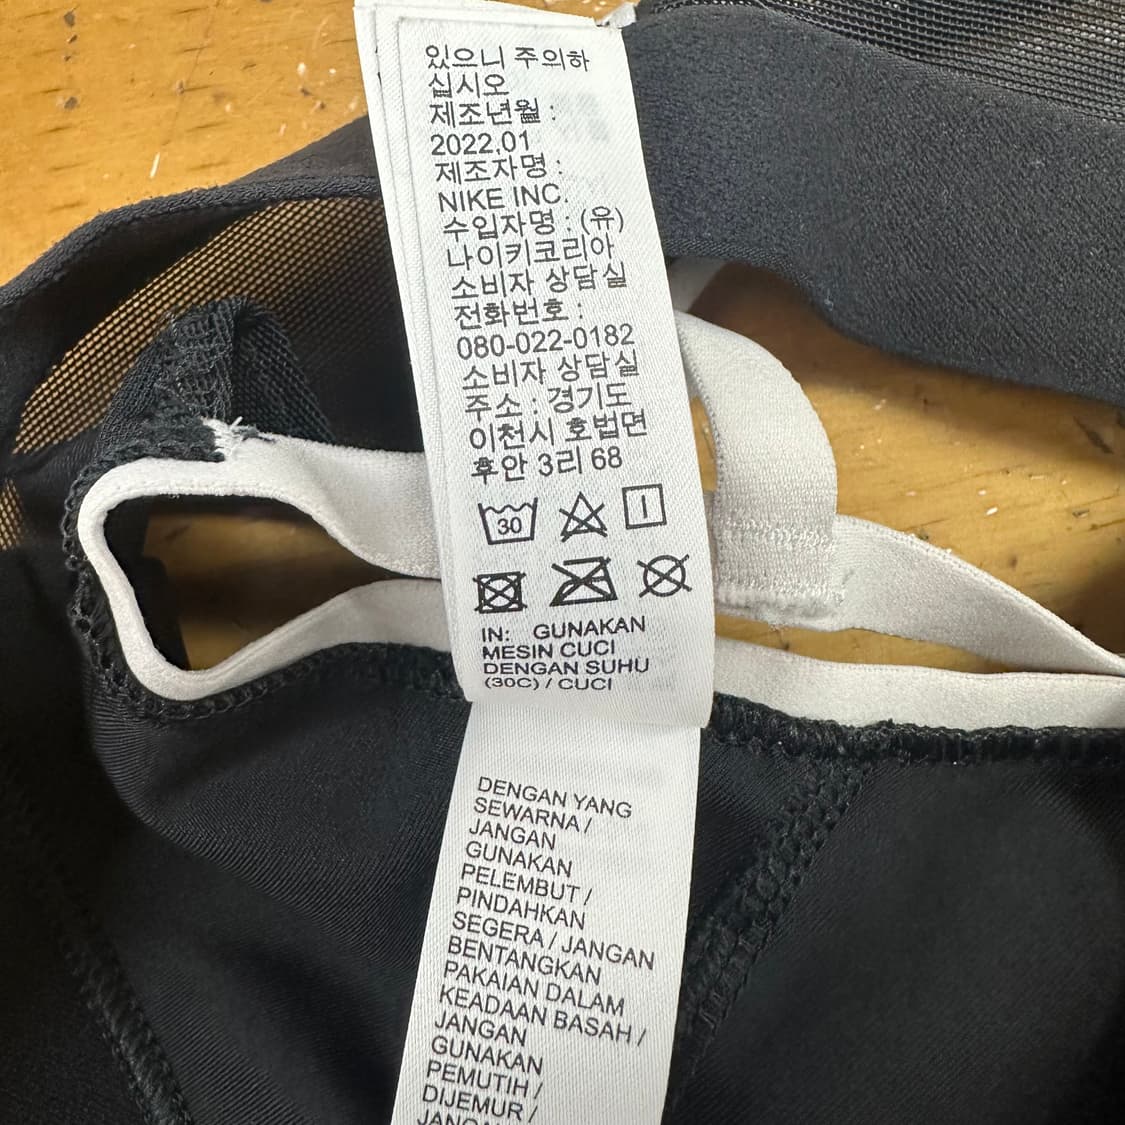 있으니 주의하
십시오
제조년월 :
2022.01
제조자명 :
NIKE INC.
수입자명 : (유)
나이키코리아
소비자 상담실
전화번호 :
080-022-0182
소비자 상담실
주소 : 경기도
이천시 호법면
후안 3리 68
30
IN: GUNAKAN
MESIN CUCI
DENGAN SUHU
(30C) / CUCI
DENGAN YANG
SEWARNA /
JANGAN
GUNAKAN
PELEMBUT /
PINDAHKAN
SEGERA / JANGAN
BENTANGKAN
PAKAIAN DALAM
KEADAAN BASAH /
JANGAN
GUNAKAN
PEMUTIH /
DIJEMUR /
JANGAN